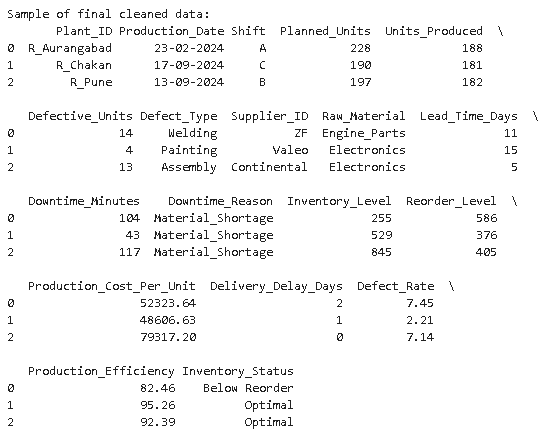 Sample of final cleaned data:
Plant_ID Production_Date Shift Planned_Units Units_Produced \
0 R_Aurangabad 23-02-2024 A 228 188
1 R_Chakan 17-09-2024 C 190 181
2 R_Pune 13-09-2024 B 197 182
Defective_Units Defect_Type Supplier_ID Raw_Material Lead_Time_Days \
0 14 Welding ZF Engine_Parts 11
1 4 Painting Valeo Electronics 15
2 13 Assembly Continental Electronics 5
Downtime_Minutes Downtime_Reason Inventory_Level Reorder_Level \
0 104 Material_Shortage 255 586
1 43 Material_Shortage 529 376
2 117 Material_Shortage 845 405
Production_Cost_Per_Unit Delivery_Delay_Days Defect_Rate \
0 52323.64 2 7.45
1 48606.63 1 2.21
2 79317.20 0 7.14
Production_Efficiency Inventory_Status
0 82.46 Below Reorder
1 95.26 Optimal
2 92.39 Optimal